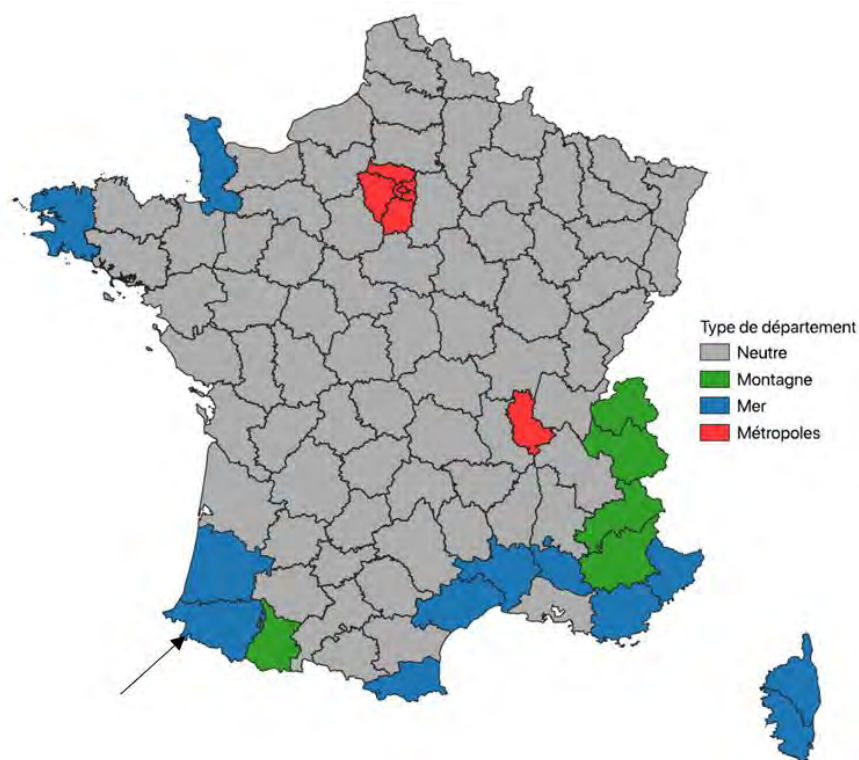 Type de département
Neutre
Montagne
Mer
Métropoles